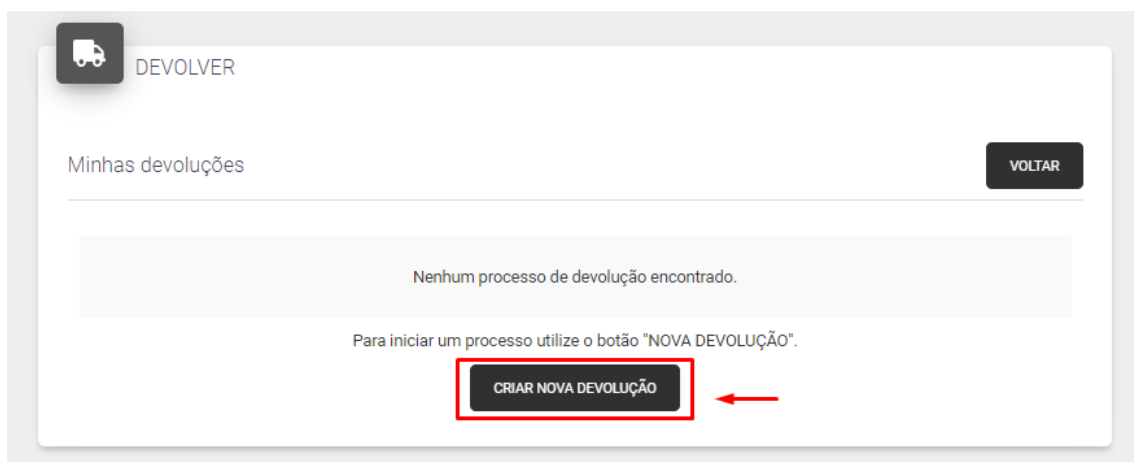 DEVOLVER
Minhas devoluções
VOLTAR
Nenhum processo de devolução encontrado.
Para iniciar um processo utilize o botão "NOVA DEVOLUÇÃO".
CRIAR NOVA DEVOLUÇÃO